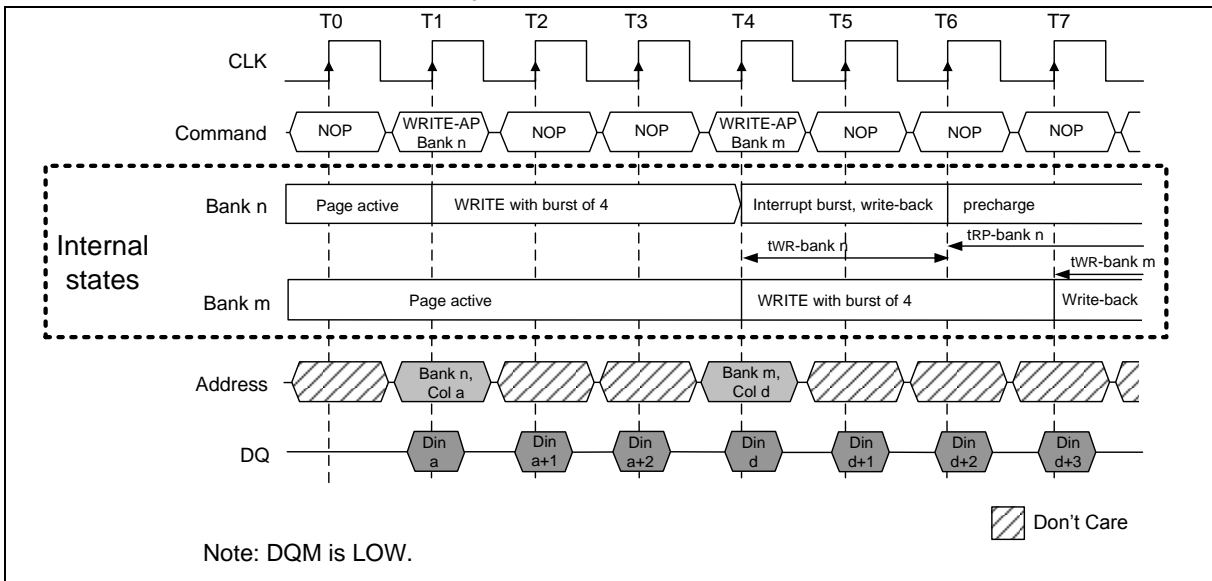 T0 T1 T2 T3 T4 T5 T6 T7
CLK
Command NOP WRITE-AP Bank n NOP NOP WRITE-AP Bank m NOP NOP NOP
Bank n Page active WRITE with burst of 4 Interrupt burst, write-back precharge
Internal states
tWR-bank n tRP-bank n
tWR-bank m
Bank m Page active WRITE with burst of 4 Write-back
Address Bank n, Col a Bank m, Col d
DQ Din a Din a+1 Din a+2 Din d Din d+1 Din d+2 Din d+3
Don't Care
Note: DQM is LOW.